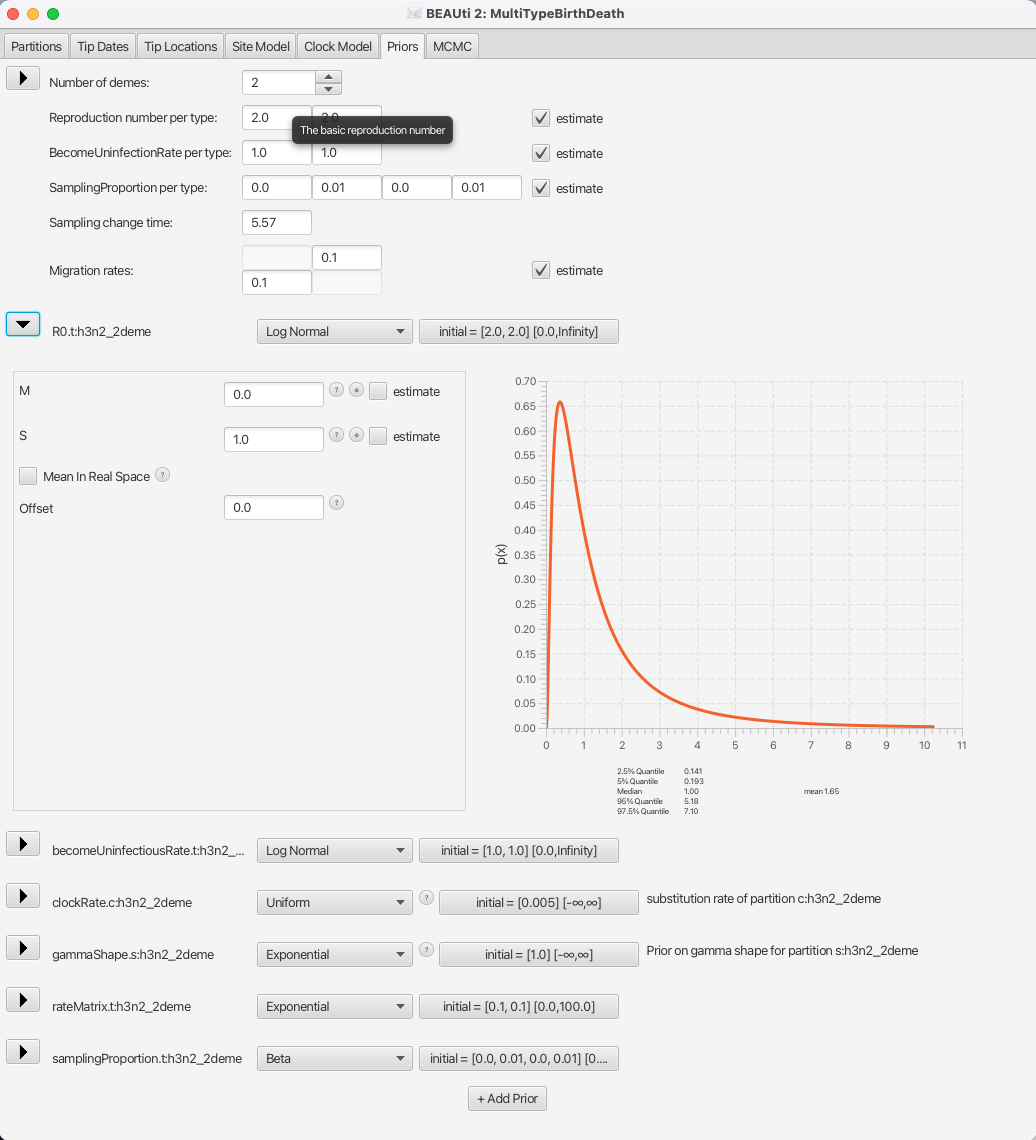 BEAUti 2: MultiTypeBirthDeath
Partitions Tip Dates Tip Locations Site Model Clock Model Priors MCMC
Number of demes: 2
Reproduction number per type: 2.0 2.0 estimate
The basic reproduction number
BecomeUninfectionRate per type: 1.0 1.0 estimate
SamplingProportion per type: 0.0 0.01 0.0 0.01 estimate
Sampling change time: 5.57
0.1
Migration rates: estimate
0.1
R0.t:h3n2_2deme Log Normal initial = [2.0, 2.0] [0.0,Infinity]
M 0.0 ? estimate
S 1.0 ? estimate
Mean In Real Space ?
Offset 0.0 ?
0.70
0.65
0.60
0.55
0.50
0.45
0.40
0.35
0.30
0.25
0.20
0.15
0.10
0.05
0.00
p(x)
0 1 2 3 4 5 6 7 8 9 10 11
2.5% Quantile 0.141
5% Quantile 0.193
Median 1.00 mean 1.65
95% Quantile 5.18
97.5% Quantile 7.10
becomeUninfectiousRate.t:h3n2_... Log Normal initial = [1.0, 1.0] [0.0,Infinity]
clockRate.c:h3n2_2deme Uniform ? initial = [0.005] [-∞,∞] substitution rate of partition c:h3n2_2deme
gammaShape.s:h3n2_2deme Exponential ? initial = [1.0] [-∞,∞] Prior on gamma shape for partition s:h3n2_2deme
rateMatrix.t:h3n2_2deme Exponential initial = [0.1, 0.1] [0.0,100.0]
samplingProportion.t:h3n2_2deme Beta initial = [0.0, 0.01, 0.0, 0.01] [0....
+ Add Prior